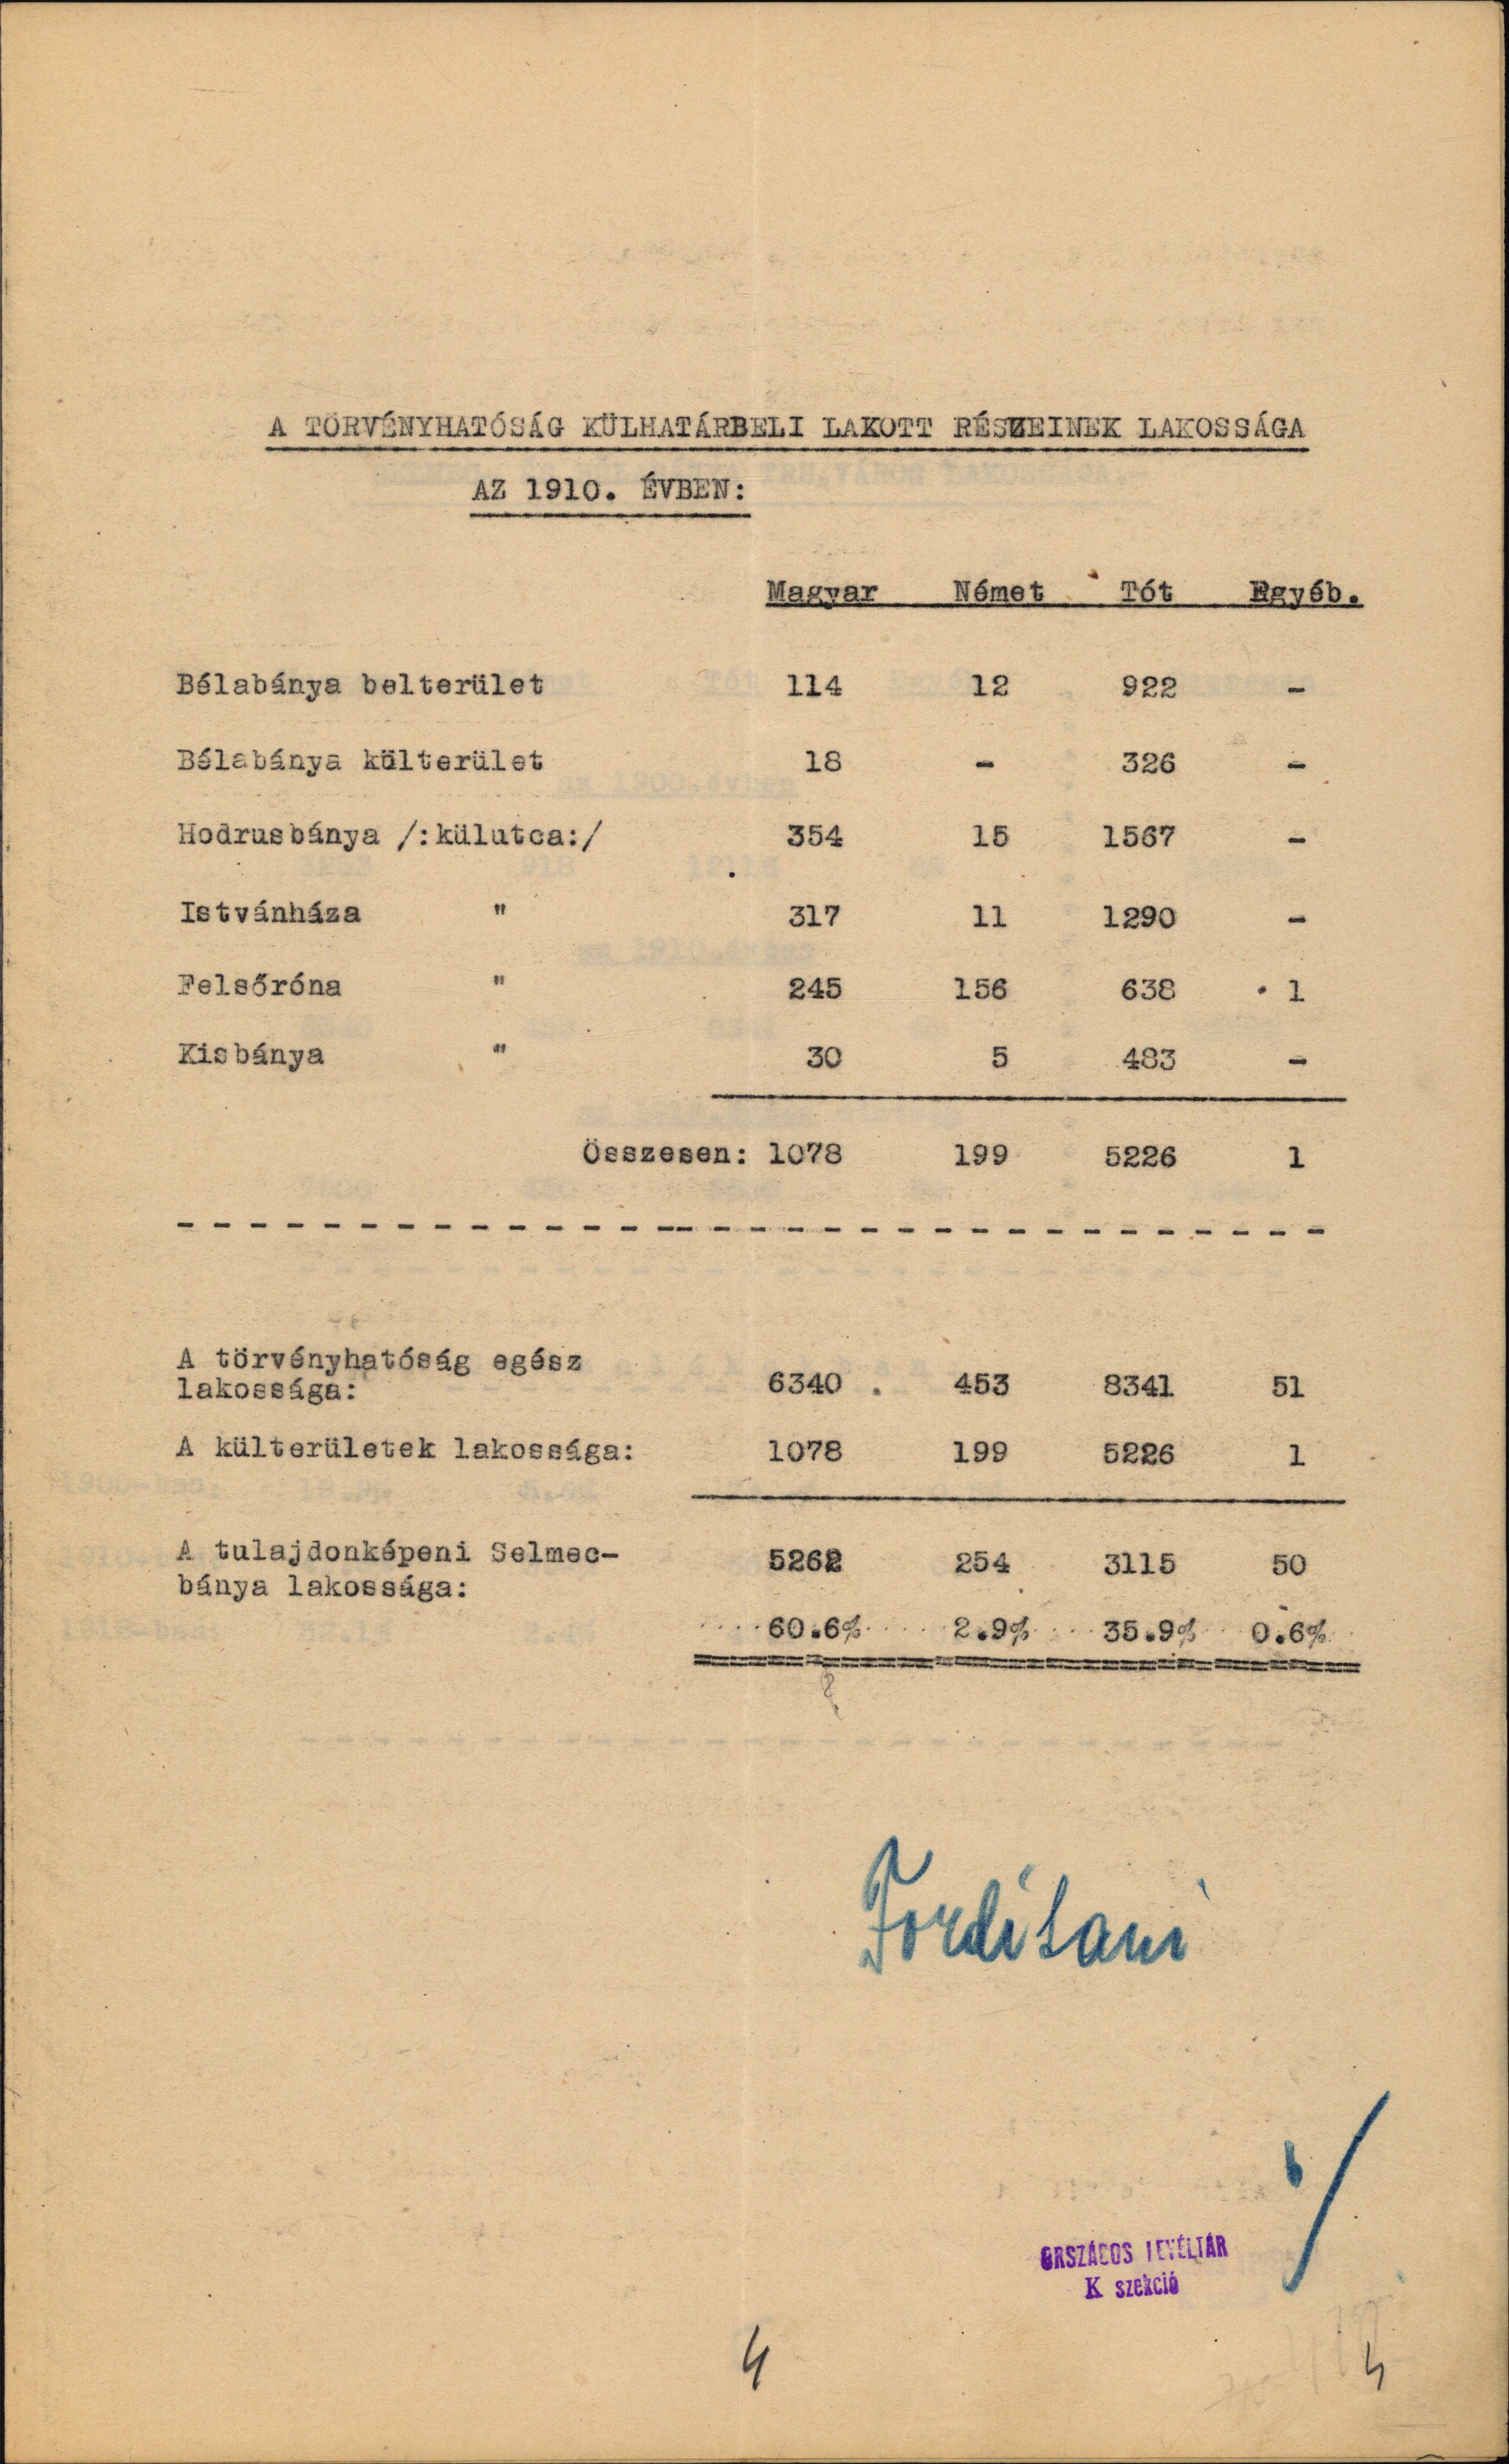 A TÖRVÉNYHATÓSÁG KÜLHATÁRBELI LAKOTT RÉSZEINEK LAKOSSÁGA
AZ 1910. ÉVBEN:
Magyar Német Tót Egyéb.
Bélabánya belterület 114 12 922 -
Bélabánya külterület 18 - 326 -
Hodrusbánya /:külutca:/ 354 15 1567 -
Istvánháza " 317 11 1290 -
Felsőróna " 245 156 638 1
Kisbánya " 30 5 483 -
Összesen: 1078 199 5226 1
A törvényhatóság egész
lakossága: 6340 . 453 8341 51
A külterületek lakossága: 1078 199 5226 1
A tulajdonképeni Selmec-
bánya lakossága: 5262 254 3115 50
60.6% 2.9% 35.9% 0.6%
Fordítani
ORSZÁGOS LEVÉLTÁR
K szekció
4 4